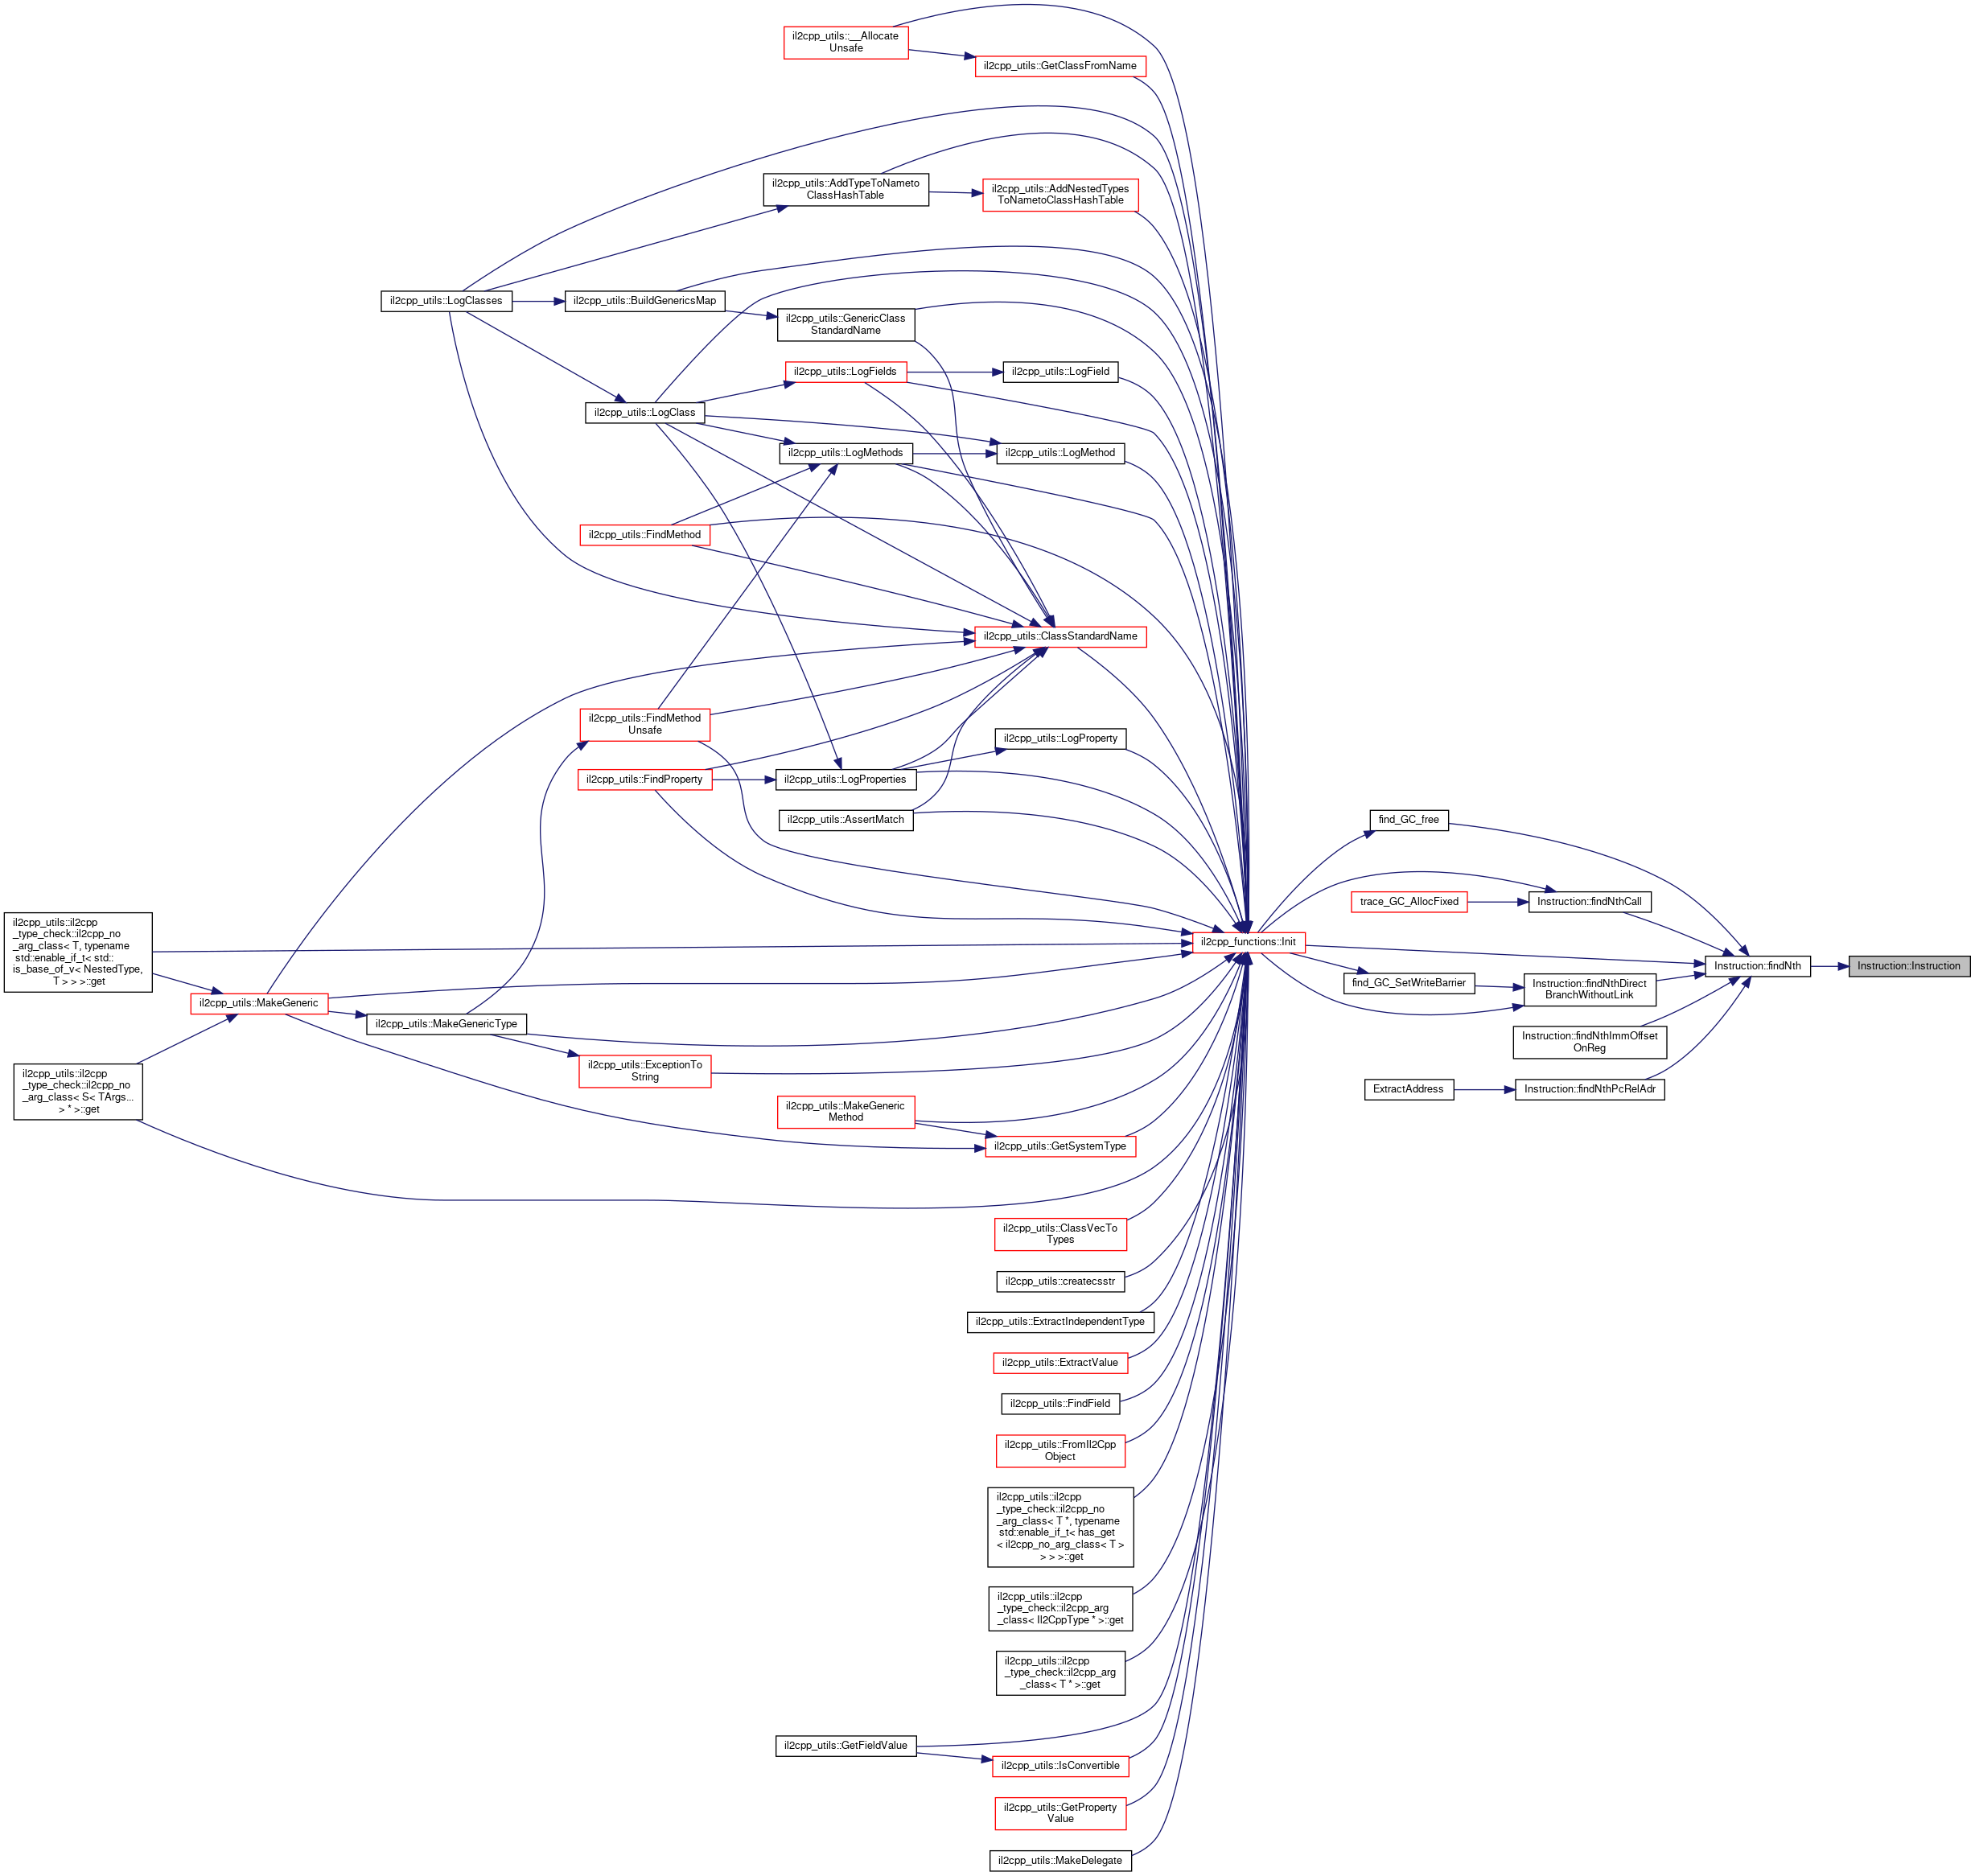 il2cpp_utils::__Allocate
Unsafe
il2cpp_utils::GetClassFromName
il2cpp_utils::AddTypeToNameto
ClassHashTable
il2cpp_utils::AddNestedTypes
ToNametoClassHashTable
il2cpp_utils::LogClasses
il2cpp_utils::BuildGenericsMap
il2cpp_utils::GenericClass
StandardName
il2cpp_utils::LogFields
il2cpp_utils::LogField
il2cpp_utils::LogClass
il2cpp_utils::LogMethods
il2cpp_utils::LogMethod
il2cpp_utils::FindMethod
il2cpp_utils::ClassStandardName
il2cpp_utils::FindMethod
Unsafe
il2cpp_utils::LogProperty
il2cpp_utils::FindProperty
il2cpp_utils::LogProperties
il2cpp_utils::AssertMatch
find_GC_free
trace_GC_AllocFixed
Instruction::findNthCall
il2cpp_utils::il2cpp
_type_check::il2cpp_no
_arg_class< T, typename
std::enable_if_t< std::
is_base_of_v< NestedType,
T > > >::get
il2cpp_functions::Init
Instruction::findNth
Instruction::Instruction
find_GC_SetWriteBarrier
Instruction::findNthDirect
BranchWithoutLink
il2cpp_utils::MakeGeneric
il2cpp_utils::MakeGenericType
Instruction::findNthImmOffset
OnReg
il2cpp_utils::ExceptionTo
String
il2cpp_utils::il2cpp
_type_check::il2cpp_no
_arg_class< S< TArgs...
> * >::get
ExtractAddress
Instruction::findNthPcRelAdr
il2cpp_utils::MakeGeneric
Method
il2cpp_utils::GetSystemType
il2cpp_utils::ClassVecTo
Types
il2cpp_utils::createcsstr
il2cpp_utils::ExtractIndependentType
il2cpp_utils::ExtractValue
il2cpp_utils::FindField
il2cpp_utils::FromIl2Cpp
Object
il2cpp_utils::il2cpp
_type_check::il2cpp_no
_arg_class< T *, typename
std::enable_if_t< has_get
< il2cpp_no_arg_class< T >
> > >::get
il2cpp_utils::il2cpp
_type_check::il2cpp_arg
_class< Il2CppType * >::get
il2cpp_utils::il2cpp
_type_check::il2cpp_arg
_class< T * >::get
il2cpp_utils::GetFieldValue
il2cpp_utils::IsConvertible
il2cpp_utils::GetProperty
Value
il2cpp_utils::MakeDelegate